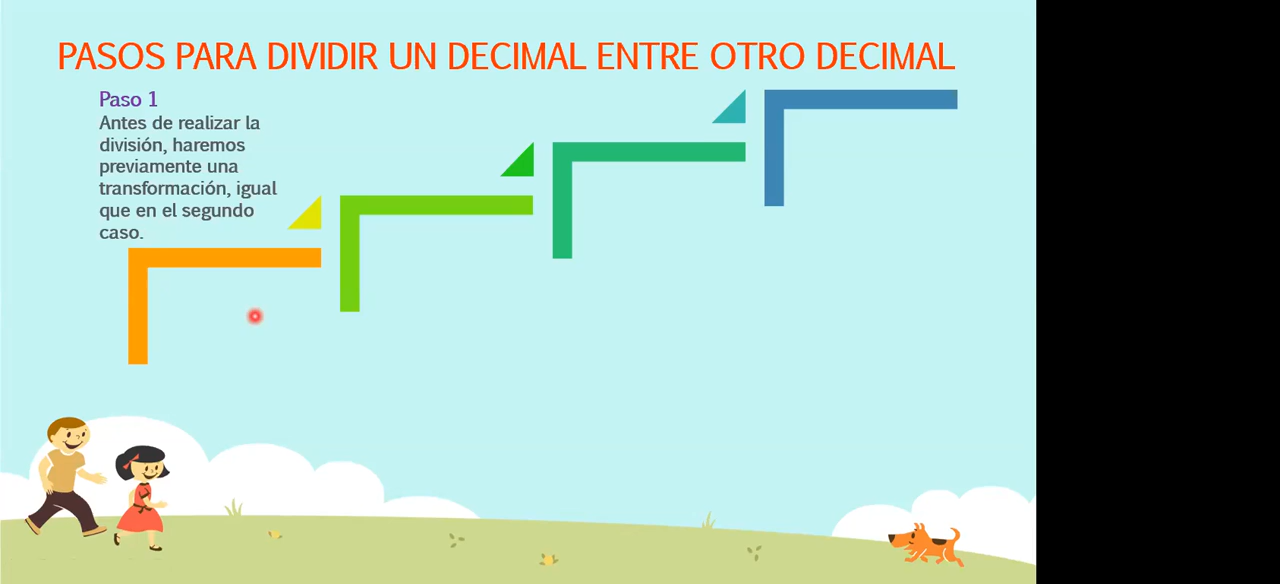 PASOS PARA DIVIDIR UN DECIMAL ENTRE OTRO DECIMAL
Paso 1
Antes de realizar la
división, haremos
previamente una
transformación, igual
que en el segundo
caso.